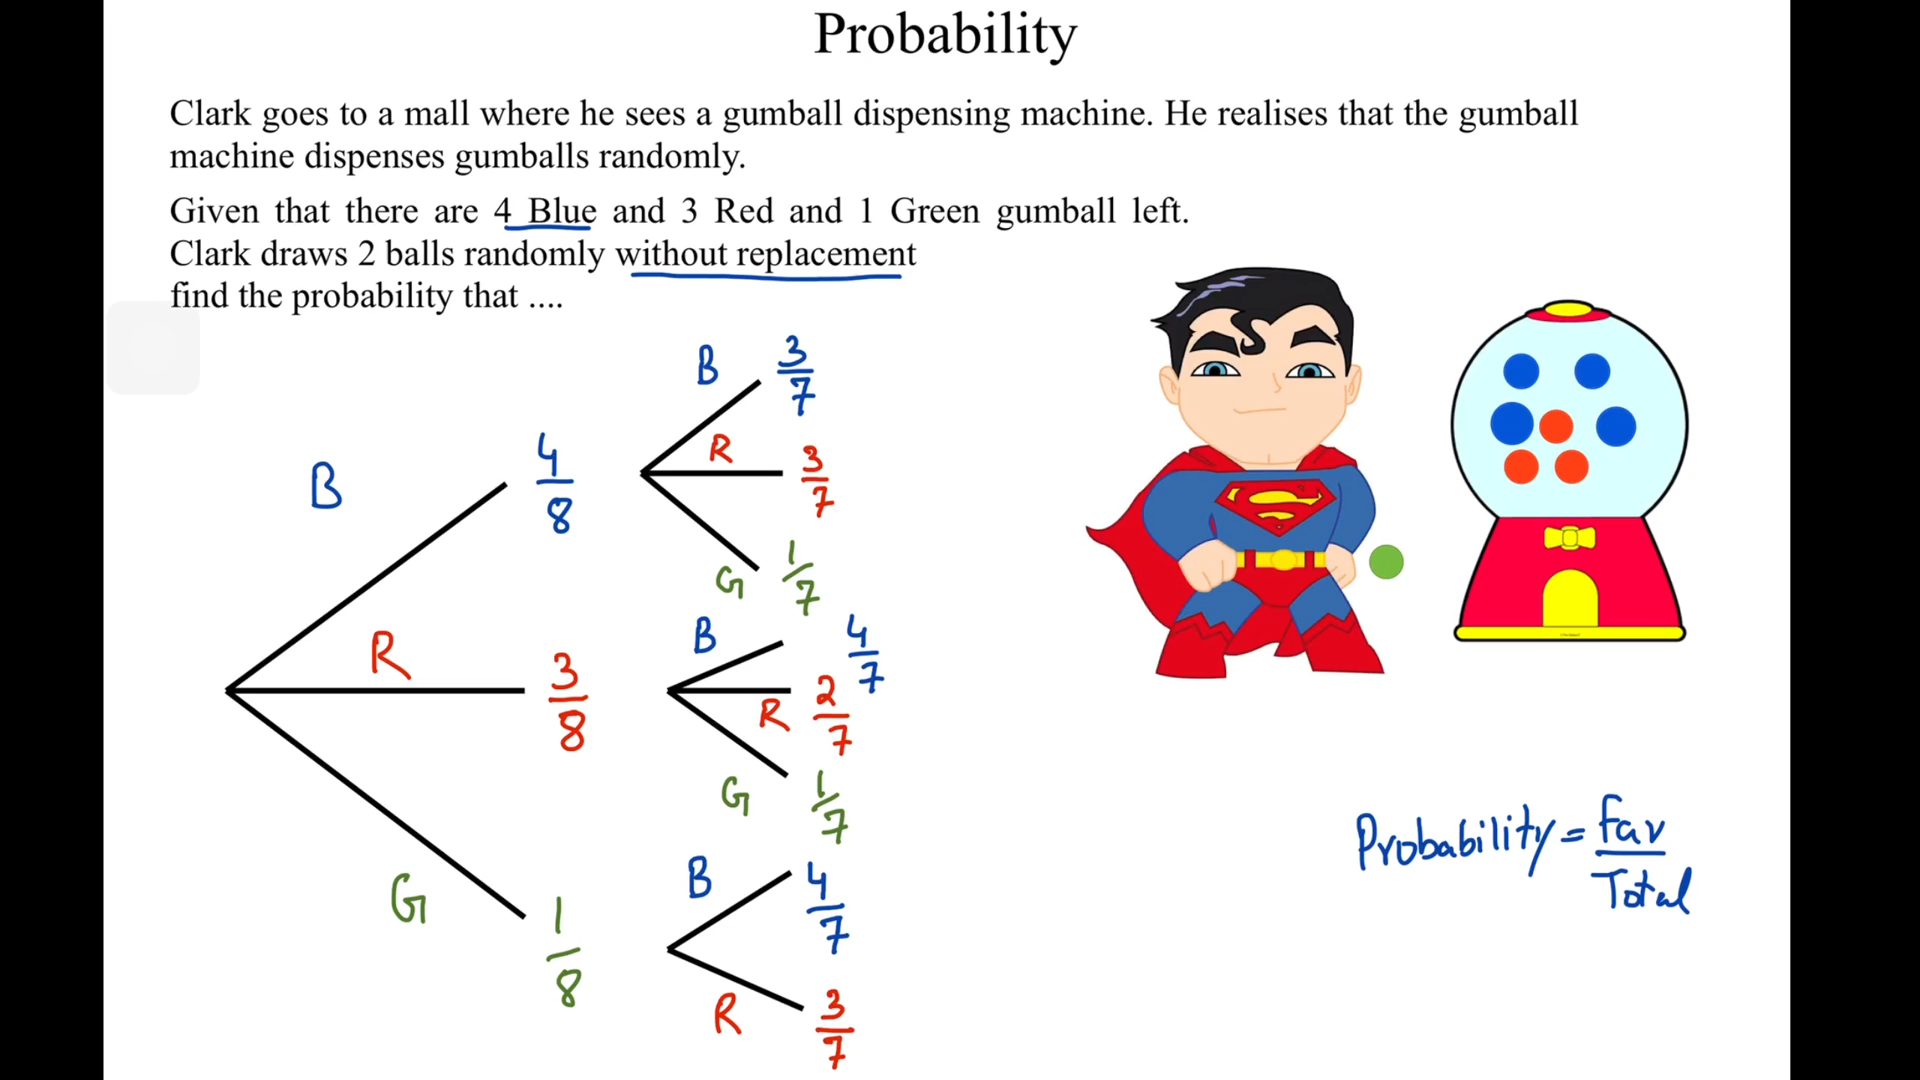 Probability
Clark goes to a mall where he sees a gumball dispensing machine. He realises that the gumball
machine dispenses gumballs randomly.
Given that there are 4 Blue and 3 Red and 1 Green gumball left.
Clark draws 2 balls randomly without replacement
find the probability that ....
B 4/8
B 3/7
R 3/7
G 1/7
R 3/8
B 4/7
R 2/7
G 1/7
G 1/8
B 4/7
R 3/7
Probability = Fav/Total
S